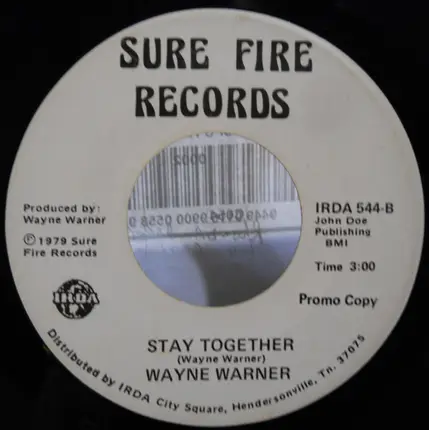 SURE FIRE
RECORDS
Produced by:
Wayne Warner
℗ 1979 Sure
Fire Records
IRDA 544-B
John Doe
Publishing
BMI
Time 3:00
Promo Copy
IRDA
STAY TOGETHER
(Wayne Warner)
WAYNE WARNER
Distributed by IRDA City Square, Hendersonville, Tn. 37075